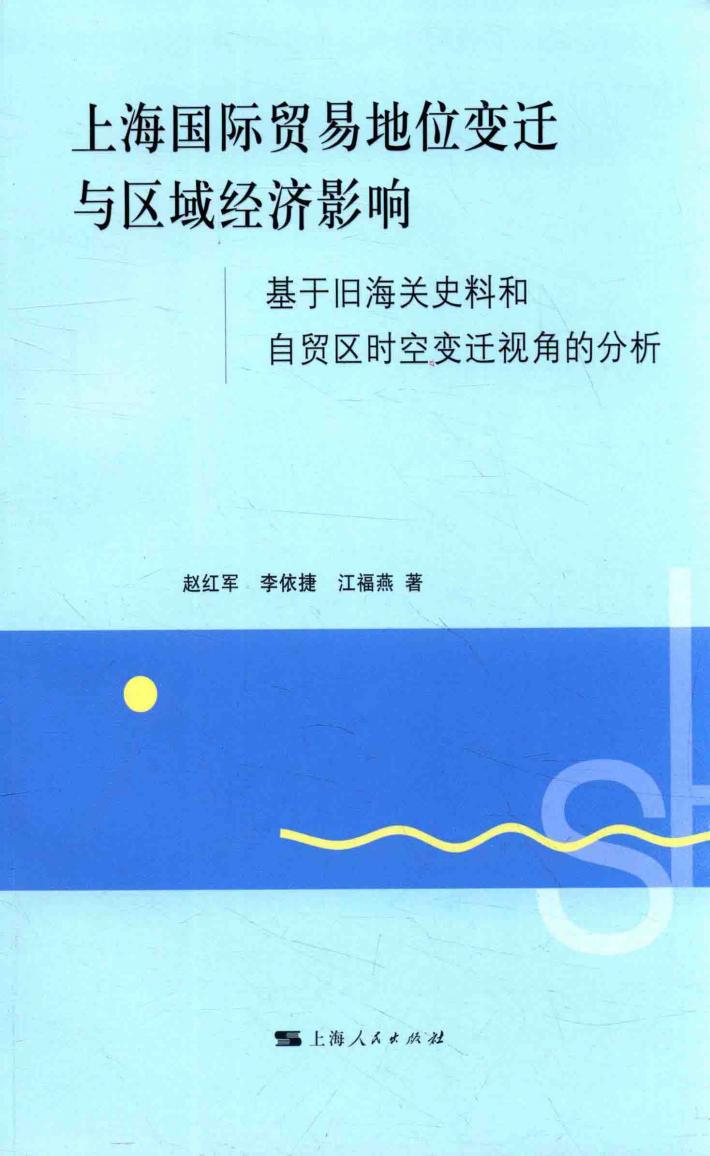 上海国际贸易地位变迁
与区域经济影响
基于旧海关史料和
自贸区时空变迁视角的分析
赵红军 李依捷 江福燕 著
sh
上海人民出版社